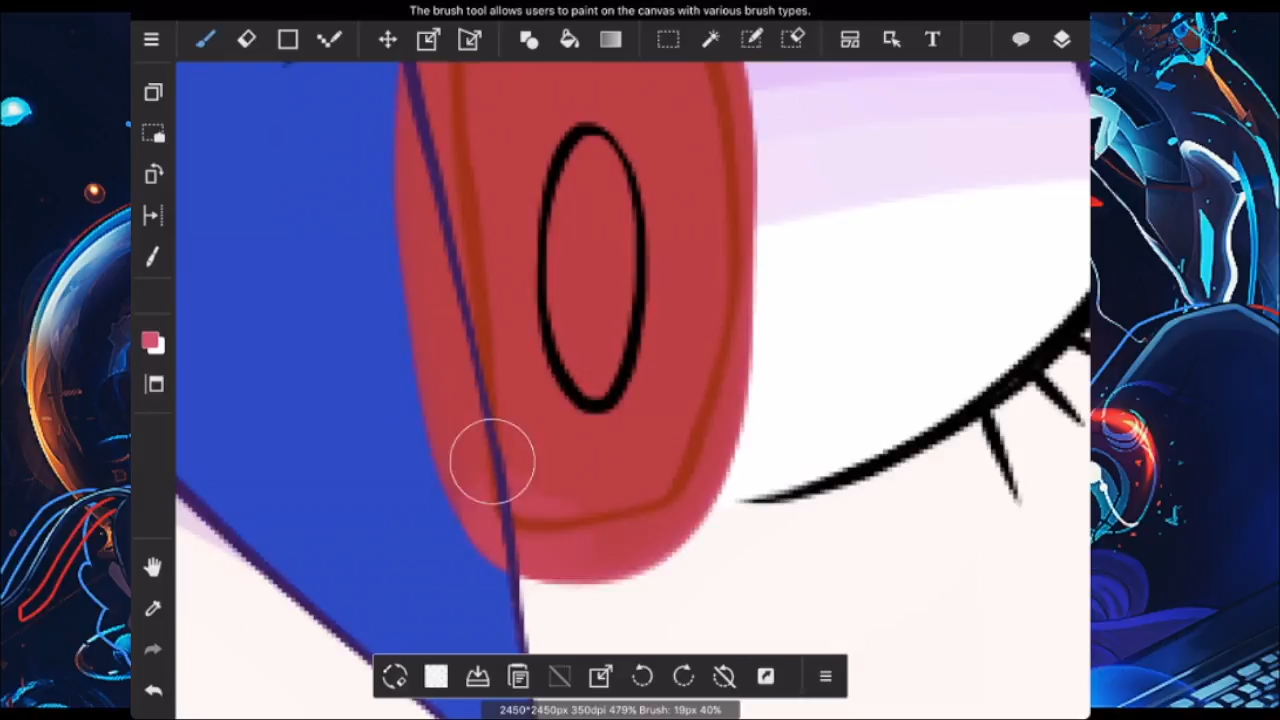 The brush tool allows users to paint on the canvas with various brush types.
T
2450*2450px 350dpi 479% Brush: 19px 40%